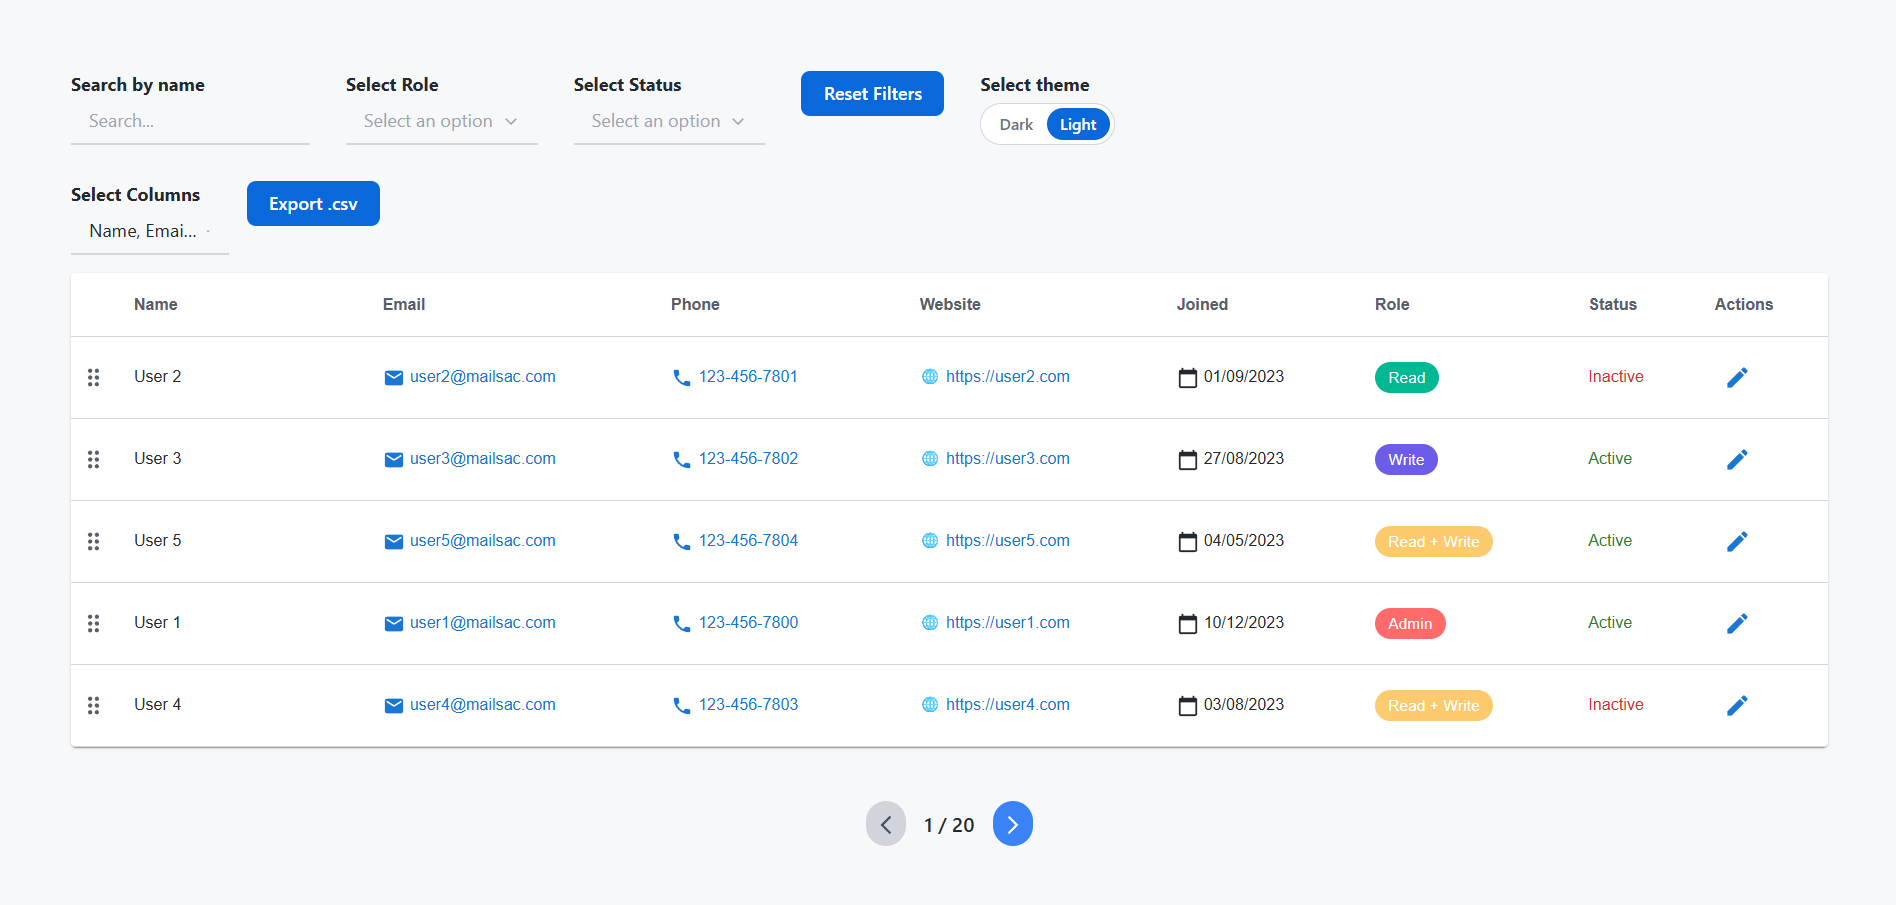 Search by name
Search...
Select Role
Select an option
Select Status
Select an option
Reset Filters
Select theme
Dark Light
Select Columns
Name, Emai...
Export .csv
Name Email Phone Website Joined Role Status Actions
User 2 user2@mailsac.com 123-456-7801 https://user2.com 01/09/2023 Read Inactive
User 3 user3@mailsac.com 123-456-7802 https://user3.com 27/08/2023 Write Active
User 5 user5@mailsac.com 123-456-7804 https://user5.com 04/05/2023 Read + Write Active
User 1 user1@mailsac.com 123-456-7800 https://user1.com 10/12/2023 Admin Active
User 4 user4@mailsac.com 123-456-7803 https://user4.com 03/08/2023 Read + Write Inactive
1 / 20